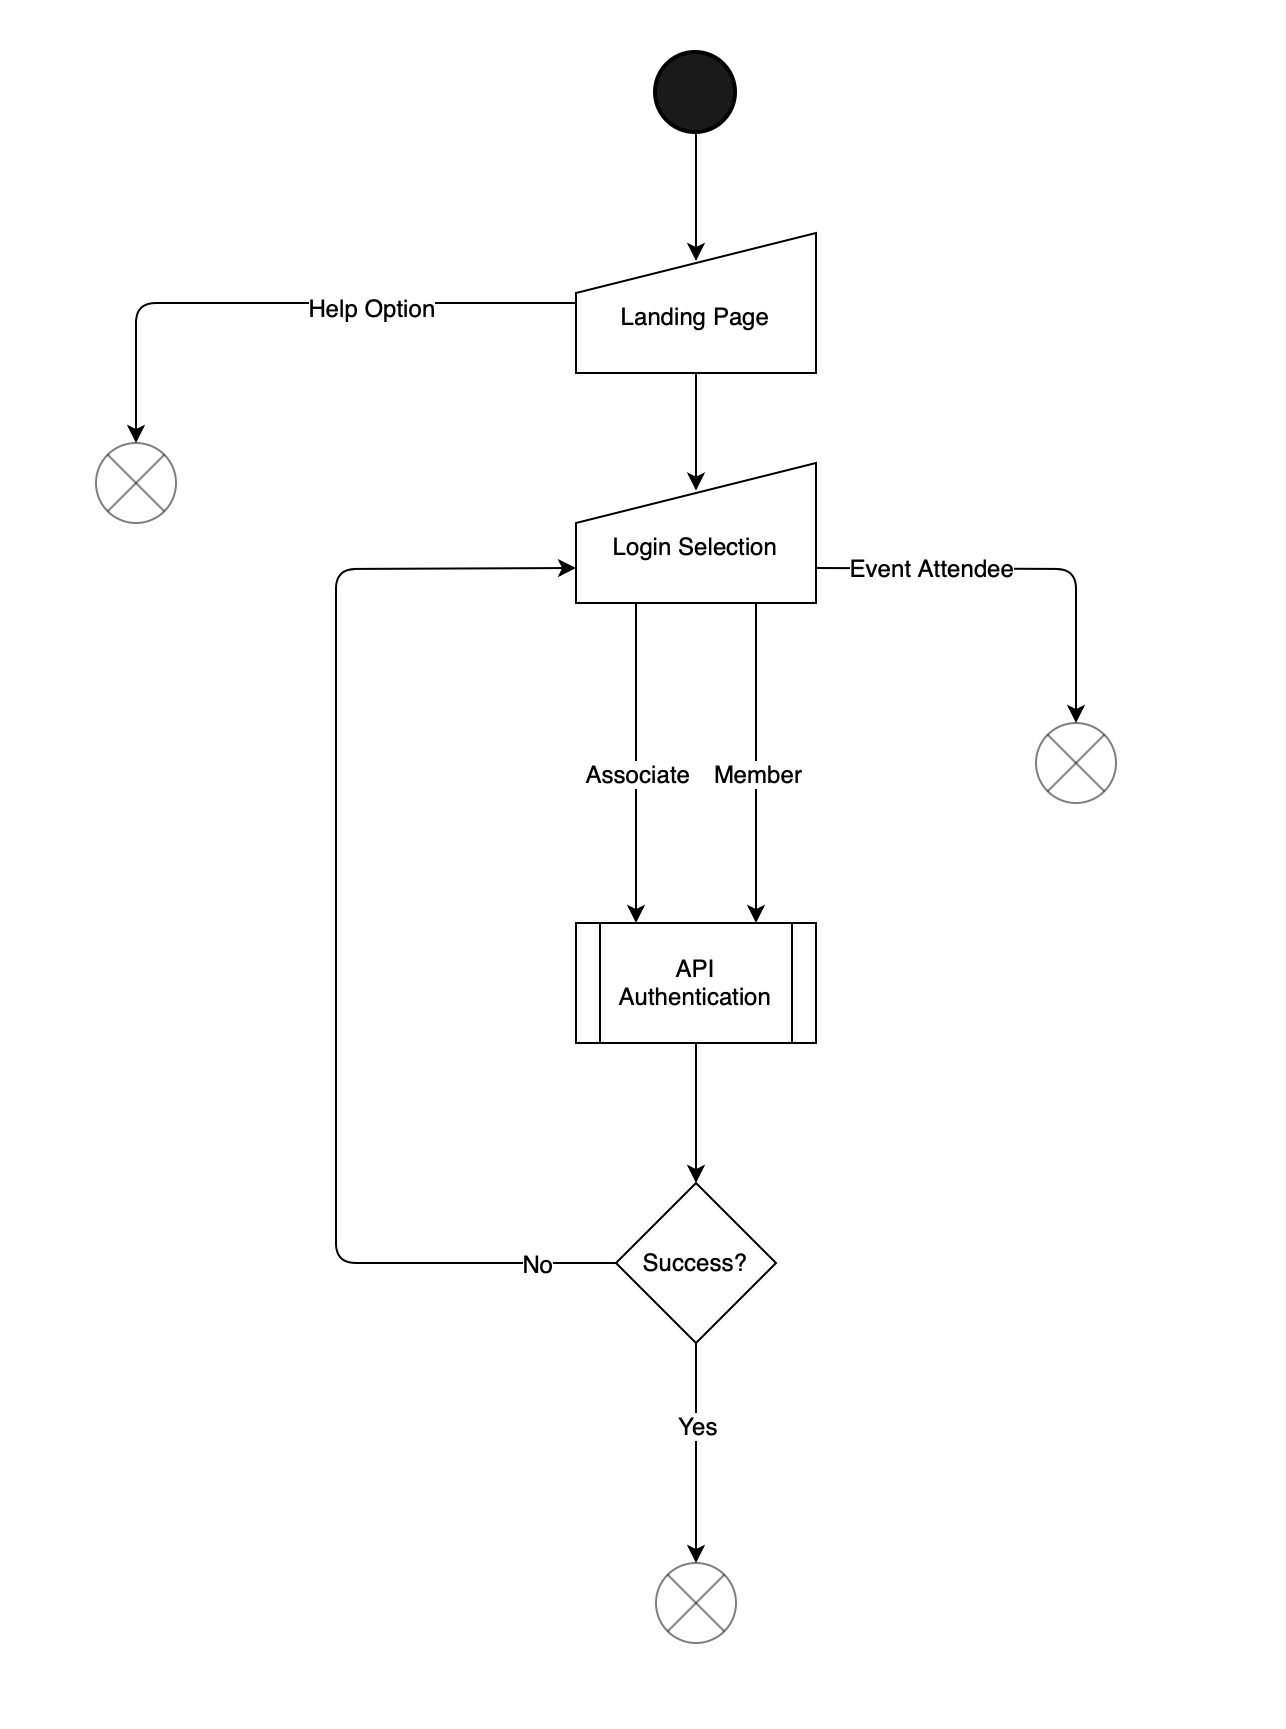 Help Option
Landing Page
Login Selection
Event Attendee
Associate
Member
API
Authentication
Success?
No
Yes